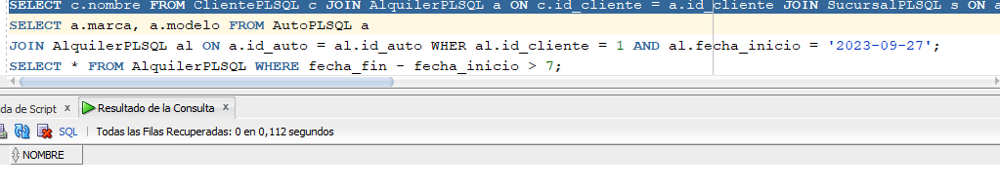 SELECT c.nombre FROM ClientePLSQL c JOIN AlquilerPLSQL a ON c.id_cliente = a.id_cliente JOIN SucursalPLSQL s ON a
SELECT a.marca, a.modelo FROM AutoPLSQL a
JOIN AlquilerPLSQL al ON a.id_auto = al.id_auto WHER al.id_cliente = 1 AND al.fecha_inicio = '2023-09-27';
SELECT * FROM AlquilerPLSQL WHERE fecha_fin - fecha_inicio > 7;
da de Script x Resultado de la Consulta x
SQL | Todas las Filas Recuperadas: 0 en 0,112 segundos
NOMBRE